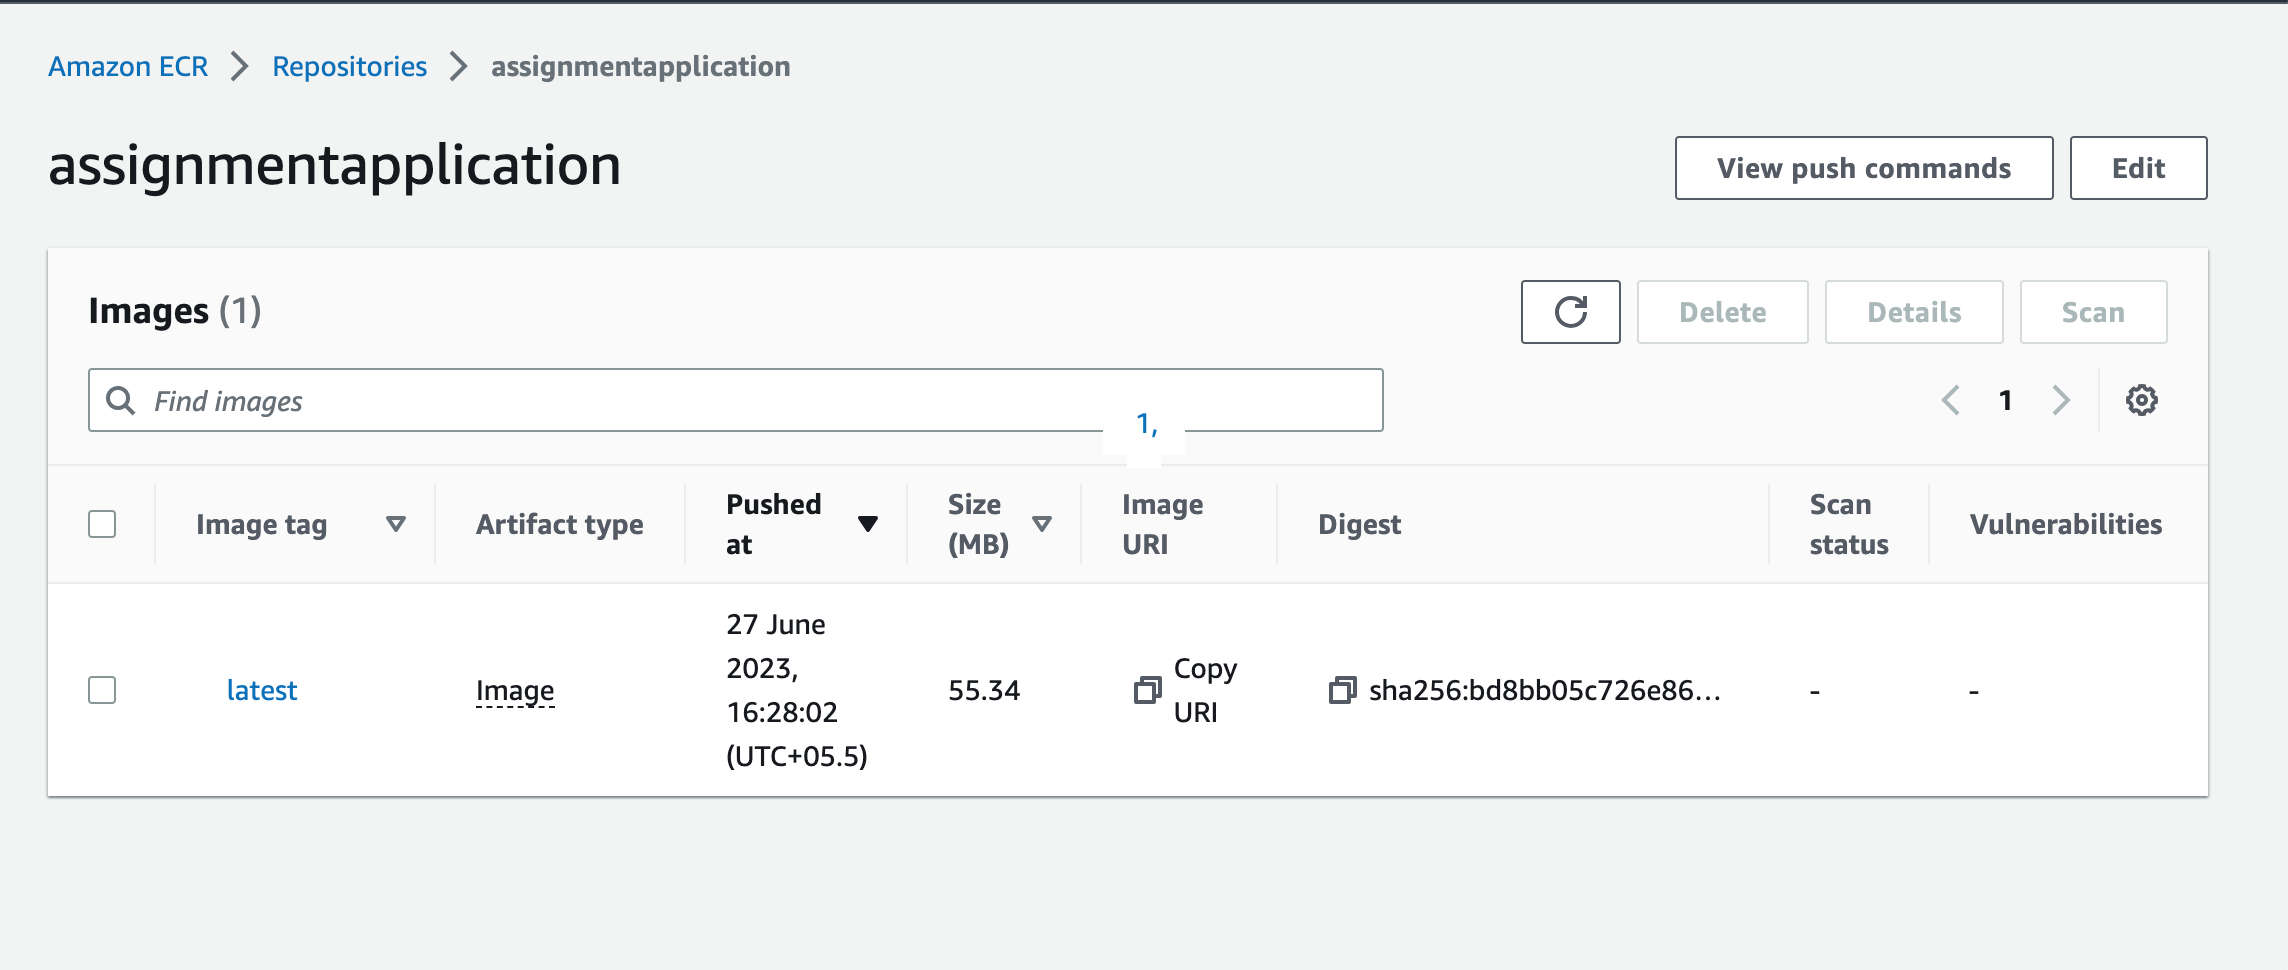 Amazon ECR > Repositories > assignmentapplication
assignmentapplication
View push commands
Edit
Images (1)
Delete
Details
Scan
Find images
1
1,
Image tag
Artifact type
Pushed
at
Size
(MB)
Image
URI
Digest
Scan
status
Vulnerabilities
latest
Image
27 June
2023,
16:28:02
(UTC+05.5)
55.34
Copy
URI
sha256:bd8bb05c726e86...
-
-